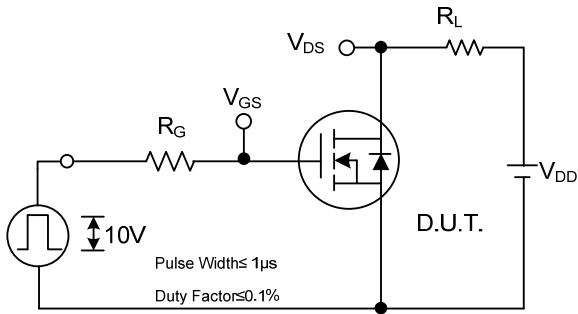 R_L
V_DS
V_GS
R_G
V_DD
D.U.T.
10V
Pulse Width≤ 1μs
Duty Factor≤0.1%